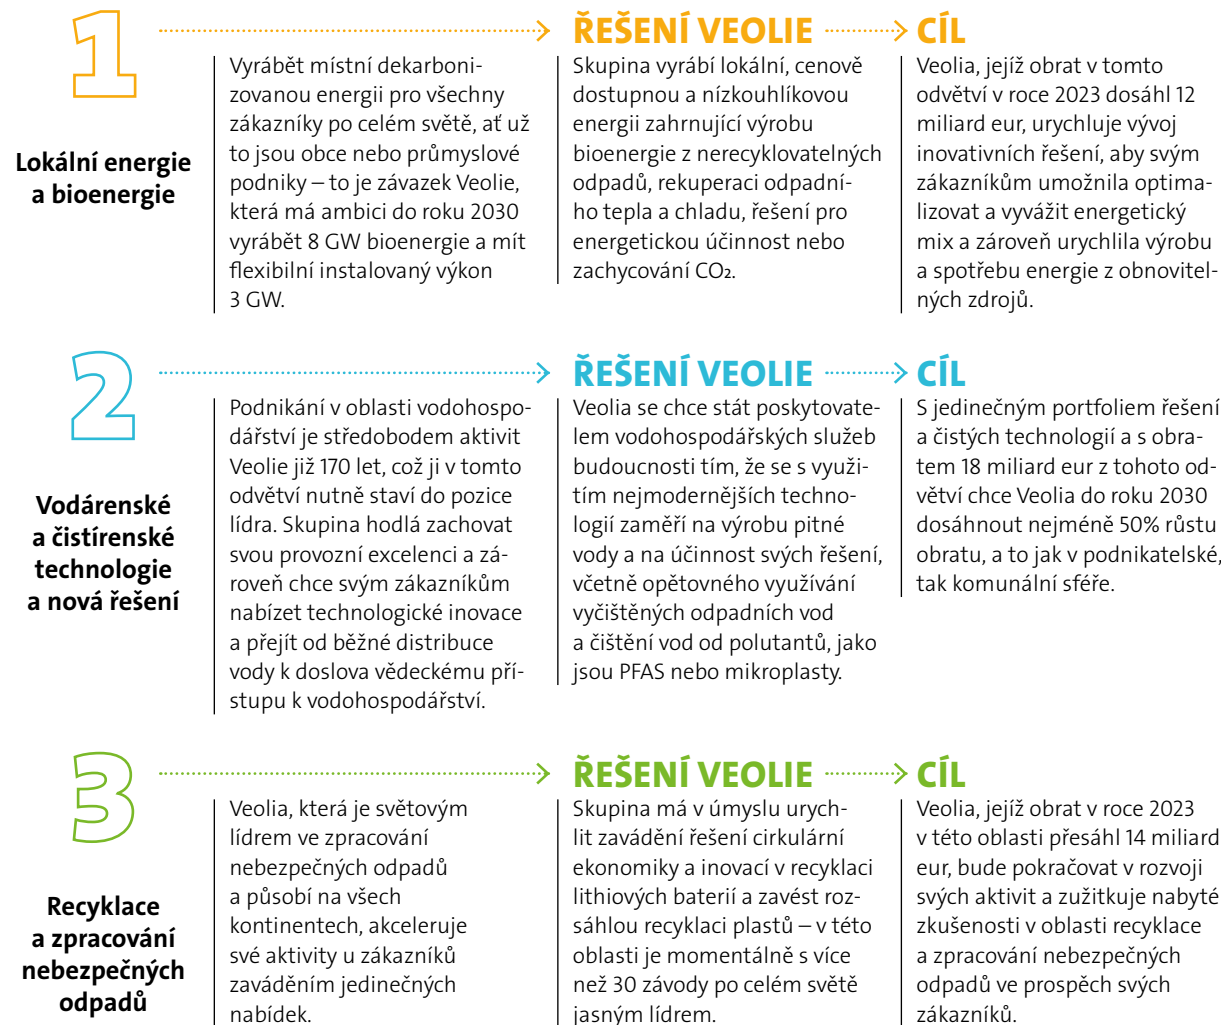 1
Lokální energie
a bioenergie
Vyrábět místní dekarboni-
zovanou energii pro všechny
zákazníky po celém světě, ať už
to jsou obce nebo průmyslové
podniky – to je závazek Veolie,
která má ambici do roku 2030
vyrábět 8 GW bioenergie a mít
flexibilní instalovaný výkon
3 GW.
ŘEŠENÍ VEOLIE
Skupina vyrábí lokální, cenově
dostupnou a nízkouhlíkovou
energii zahrnující výrobu
bioenergie z nerecyklovatelných
odpadů, rekuperaci odpadní-
ho tepla a chladu, řešení pro
energetickou účinnost nebo
zachycování CO₂.
CÍL
Veolia, jejíž obrat v tomto
odvětví v roce 2023 dosáhl 12
miliard eur, urychluje vývoj
inovativních řešení, aby svým
zákazníkům umožnila optima-
lizovat a vyvážit energetický
mix a zároveň urychlila výrobu
a spotřebu energie z obnovitel-
ných zdrojů.
2
Vodárenské
a čistírenské
technologie
a nová řešení
Podnikání v oblasti vodohospo-
dářství je středobodem aktivit
Veolie již 170 let, což ji v tomto
odvětví nutně staví do pozice
lídra. Skupina hodlá zachovat
svou provozní excelenci a zá-
roveň chce svým zákazníkům
nabízet technologické inovace
a přejít od běžné distribuce
vody k doslova vědeckému pří-
stupu k vodohospodářství.
ŘEŠENÍ VEOLIE
Veolia se chce stát poskytovate-
lem vodohospodářských služeb
budoucnosti tím, že se s využi-
tím nejmodernějších techno-
logií zaměří na výrobu pitné
vody a na účinnost svých řešení,
včetně opětovného využívání
vyčištěných odpadních vod
a čištění vod od polutantů, jako
jsou PFAS nebo mikroplasty.
CÍL
S jedinečným portfoliem řešení
a čistých technologií a s obra-
tem 18 miliard eur z tohoto od-
větví chce Veolia do roku 2030
dosáhnout nejméně 50% růstu
obratu, a to jak v podnikatelské,
tak komunální sféře.
3
Recyklace
a zpracování
nebezpečných
odpadů
Veolia, která je světovým
lídrem ve zpracování
nebezpečných odpadů
a působí na všech
kontinentech, akceleruje
své aktivity u zákazníků
zaváděním jedinečných
nabídek.
ŘEŠENÍ VEOLIE
Skupina má v úmyslu urych-
lit zavádění řešení cirkulární
ekonomiky a inovací v recyklaci
lithiových baterií a zavést roz-
sáhlou recyklaci plastů – v této
oblasti je momentálně s více
než 30 závody po celém světě
jasným lídrem.
CÍL
Veolia, jejíž obrat v roce 2023
v této oblasti přesáhl 14 miliard
eur, bude pokračovat v rozvoji
svých aktivit a zužitkuje nabyté
zkušenosti v oblasti recyklace
a zpracování nebezpečných
odpadů ve prospěch svých
zákazníků.